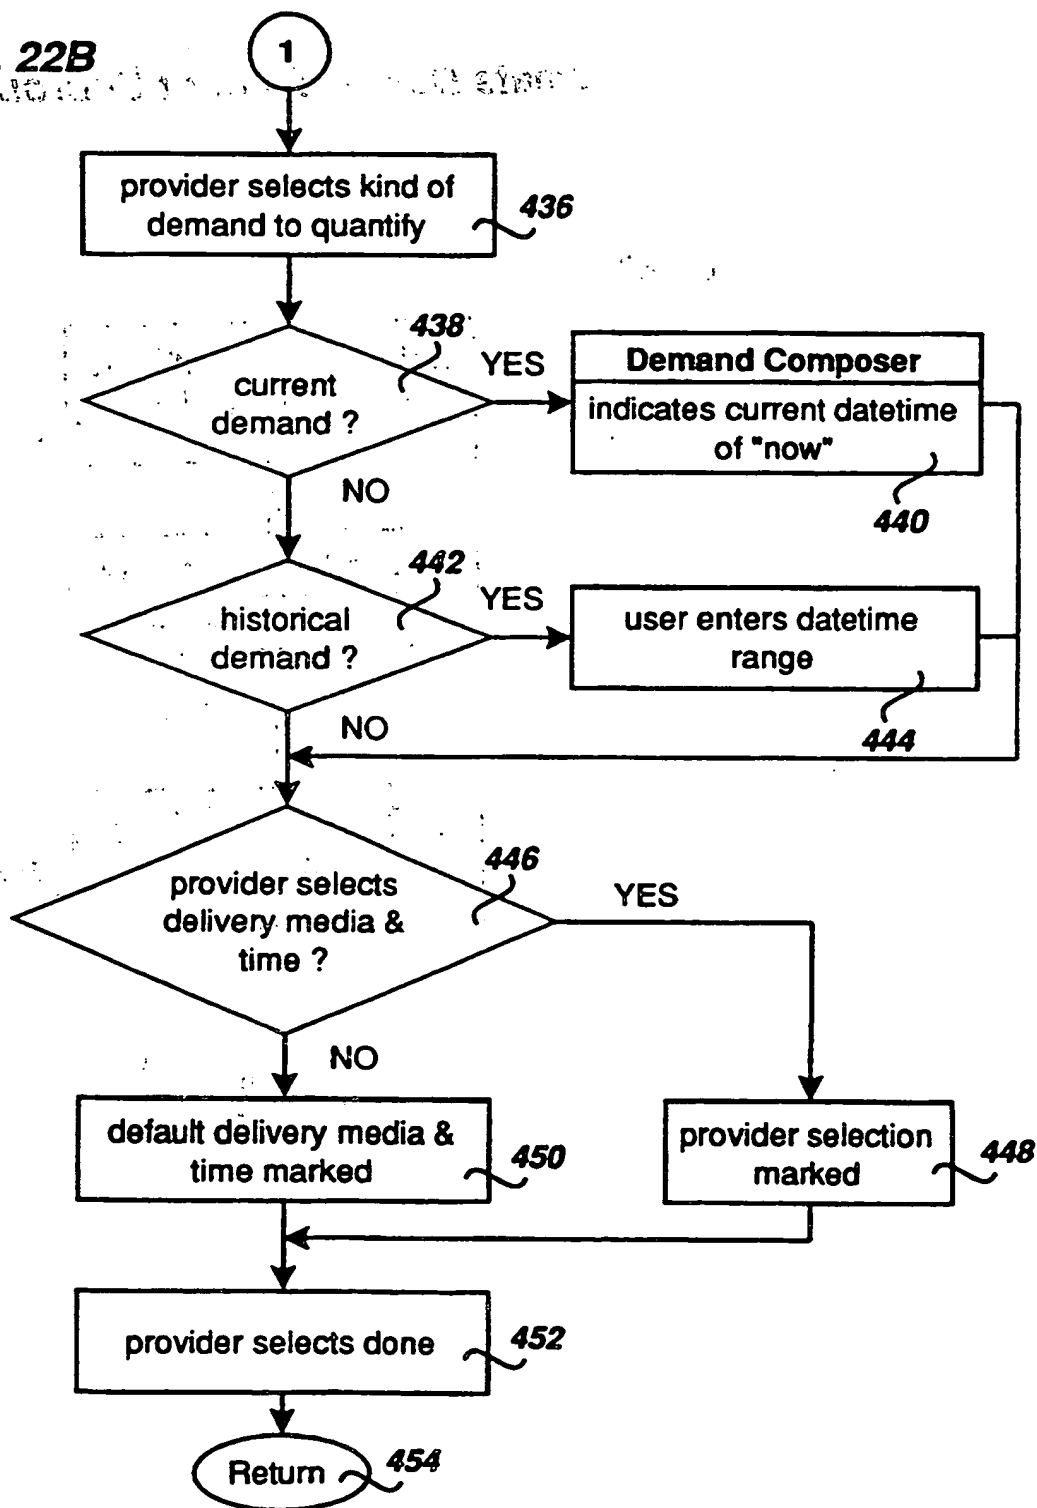 22B
1
provider selects kind of
demand to quantify
436
438
current
demand ?
YES
Demand Composer
indicates current datetime
of "now"
440
NO
442
historical
demand ?
YES
user enters datetime
range
444
NO
446
provider selects
delivery media &
time ?
YES
NO
default delivery media &
time marked
450
provider selection
marked
448
provider selects done
452
Return
454